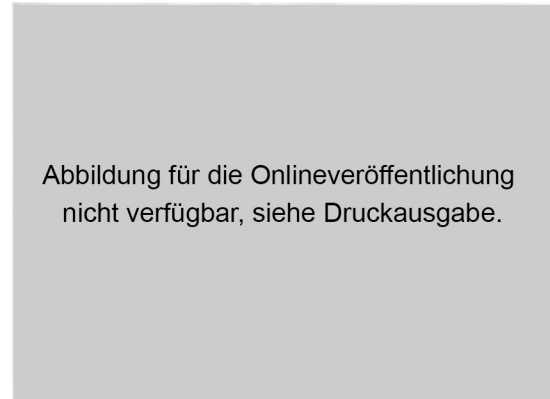 Abbildung für die Onlineveröffentlichung
nicht verfügbar, siehe Druckausgabe.